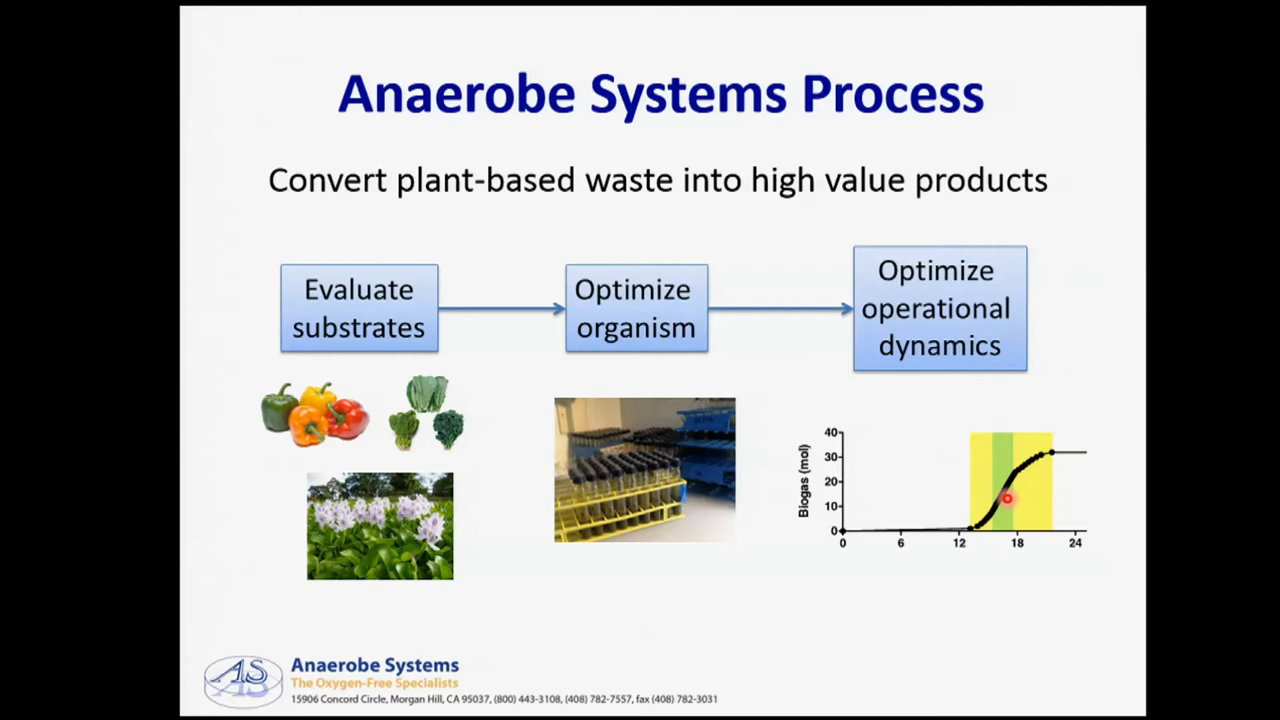 Anaerobe Systems Process
Convert plant-based waste into high value products
Evaluate
substrates
Optimize
organism
Optimize
operational
dynamics
Biogas (mol)
40
30
20
10
0
0
6
12
18
24
AS
Anaerobe Systems
The Oxygen-Free Specialists
15906 Concord Circle, Morgan Hill, CA 95037, (800) 443-3108, (408) 782-7557, fax (408) 782-3031